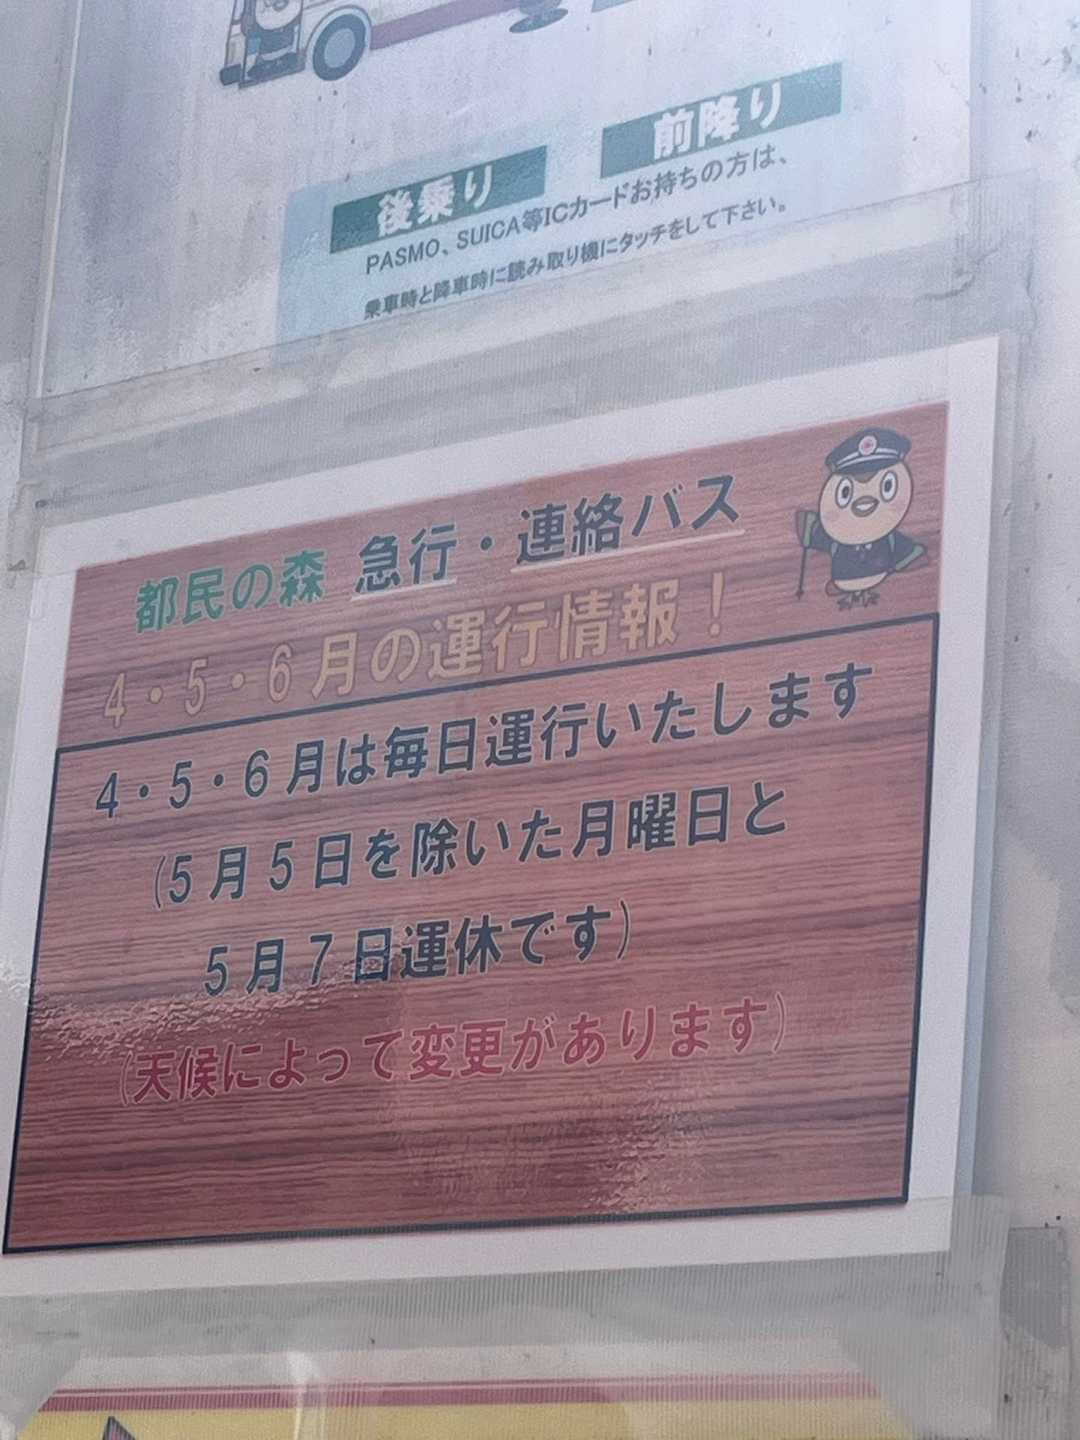 後乗り
前降り
PASMO、SUICA等ICカードお持ちの方は、
乗車時と降車時に読み取り機にタッチをして下さい。
都民の森 急行・連絡バス
4・5・6月の運行情報！
4・5・6月は毎日運行いたします
(5月5日を除いた月曜日と
5月7日運休です)
(天候によって変更があります)